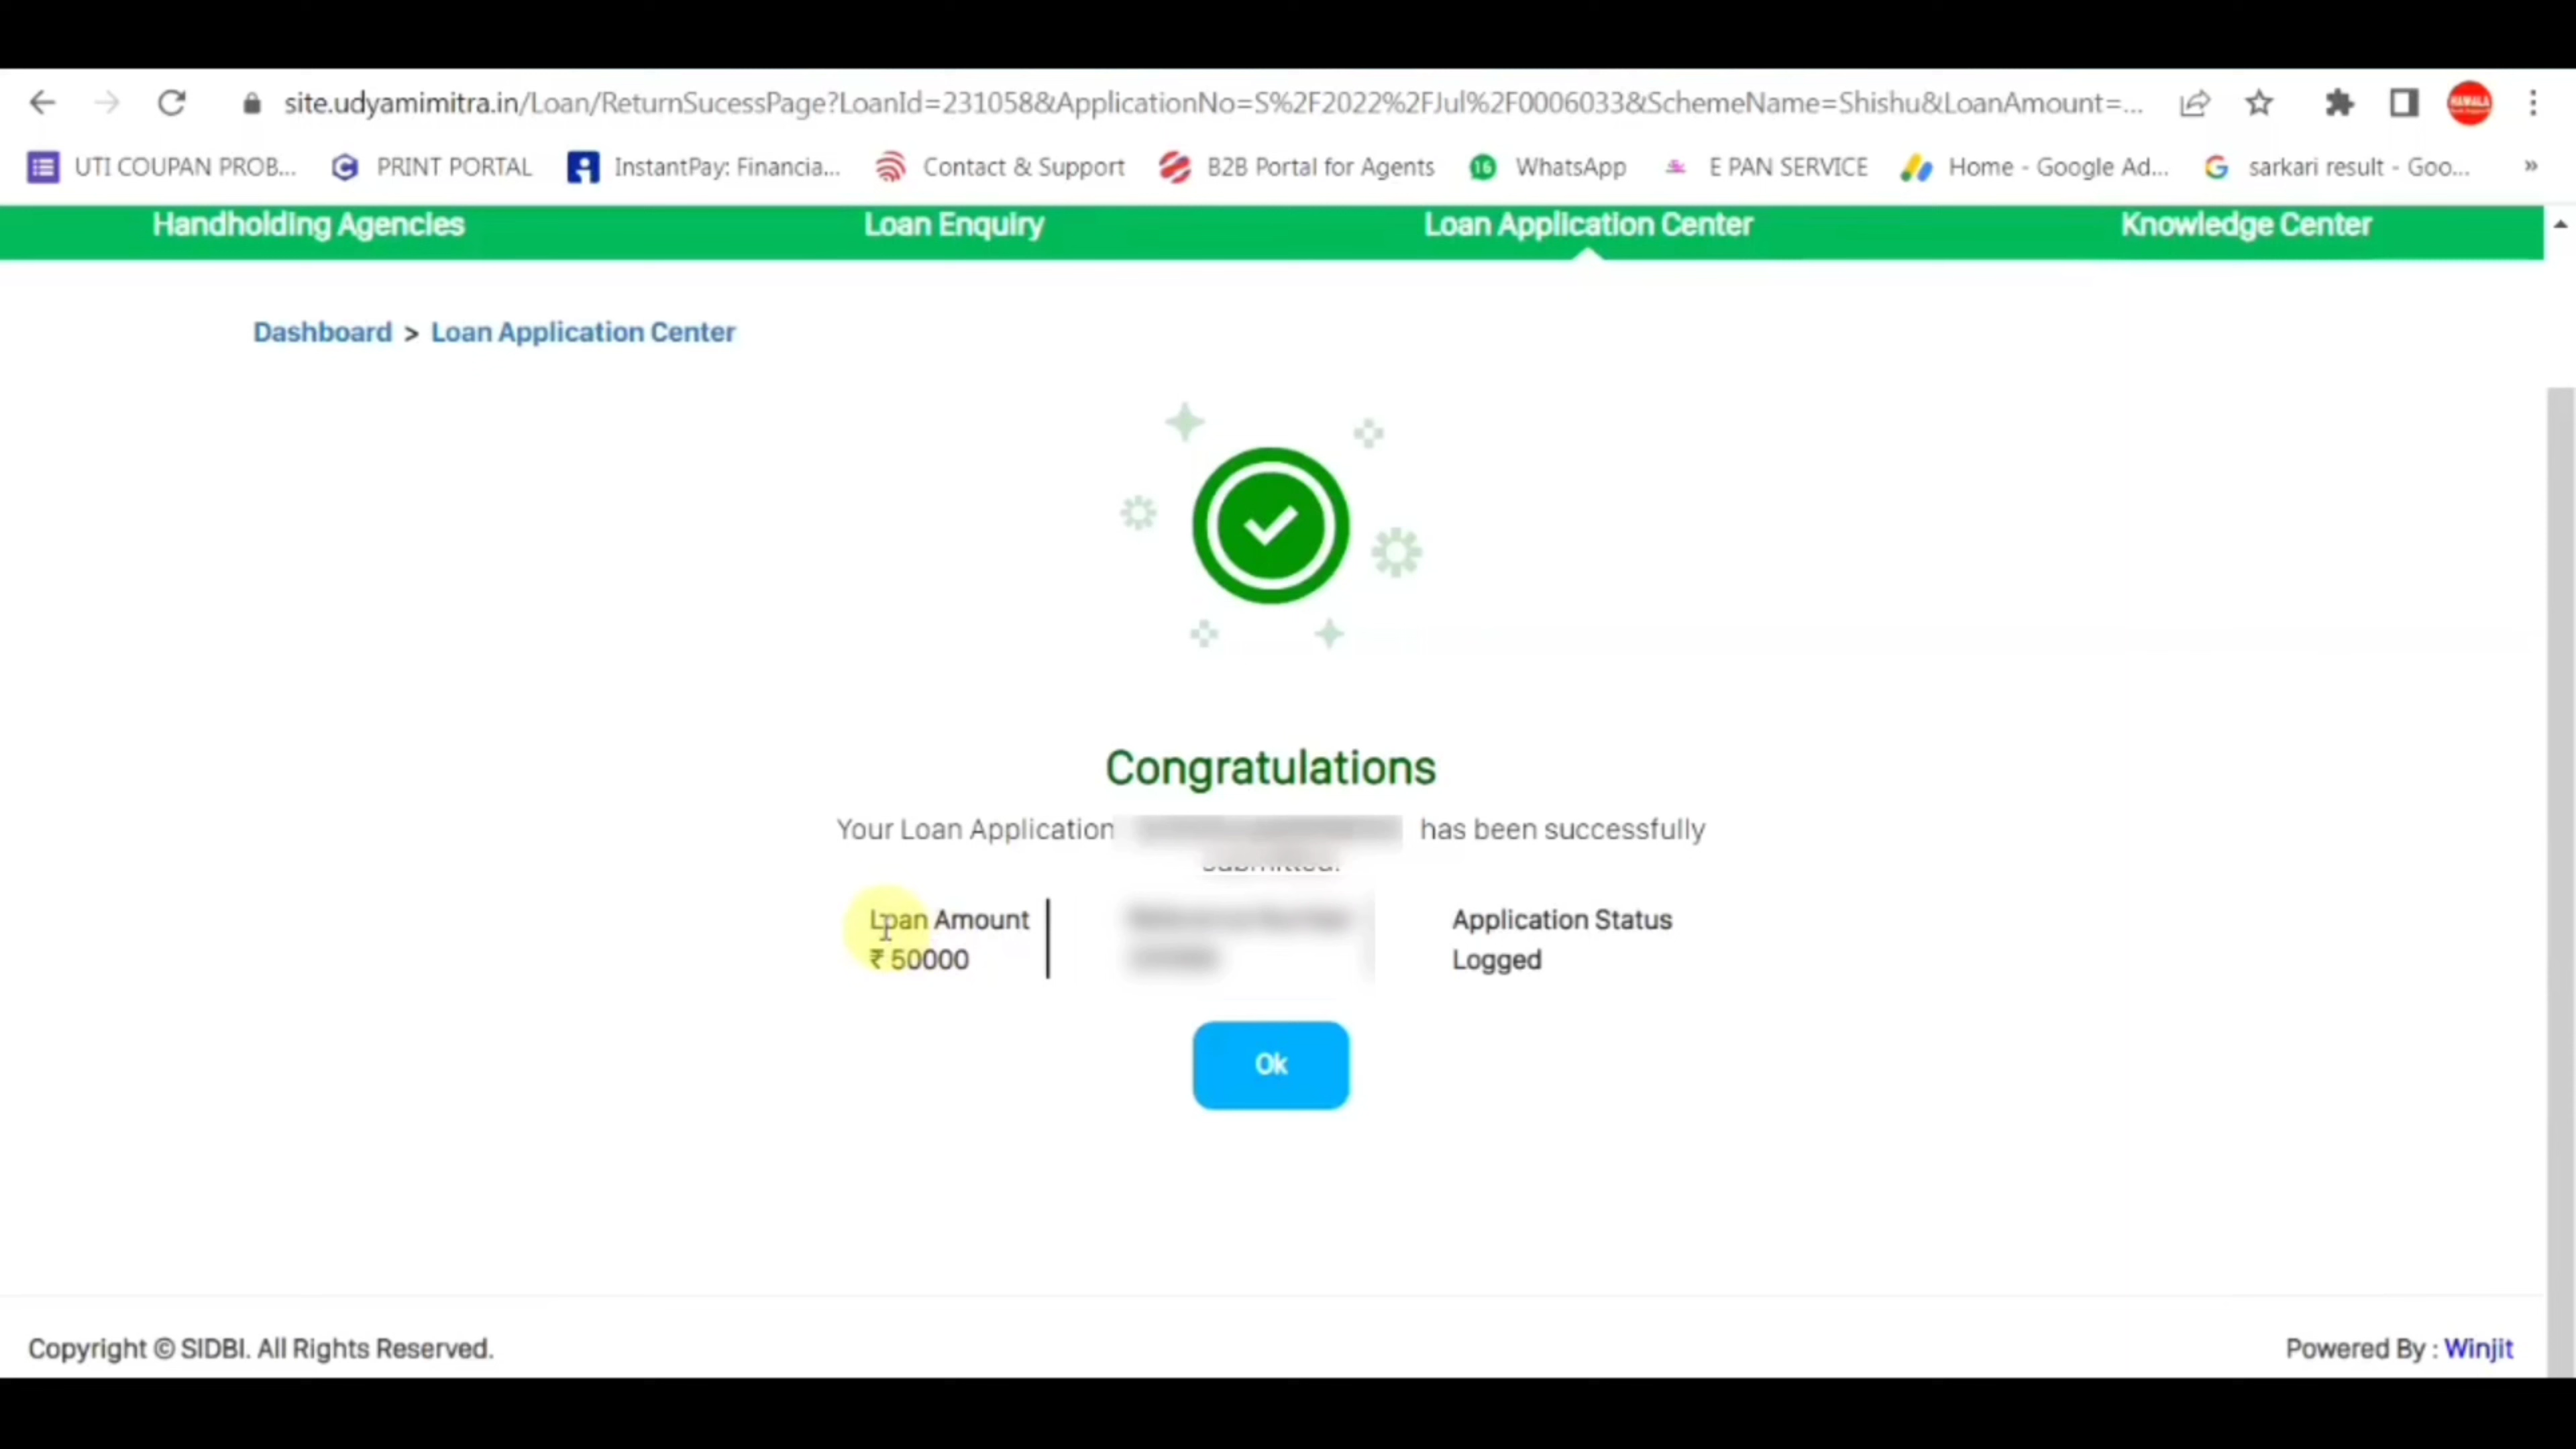 site.udyamimitra.in/Loan/ReturnSucessPage?LoanId=231058&ApplicationNo=S%2F2022%2FJul%2F0006033&SchemeName=Shishu&LoanAmount=...
UTI COUPAN PROB... PRINT PORTAL InstantPay: Financia... Contact & Support B2B Portal for Agents 16 WhatsApp E PAN SERVICE Home - Google Ad... sarkari result - Goo... »
Handholding Agencies Loan Enquiry Loan Application Center Knowledge Center
Dashboard > Loan Application Center
Congratulations
Your Loan Application has been successfully
Loan Amount Application Status
₹ 50000 Logged
Ok
Copyright © SIDBI. All Rights Reserved. Powered By : Winjit